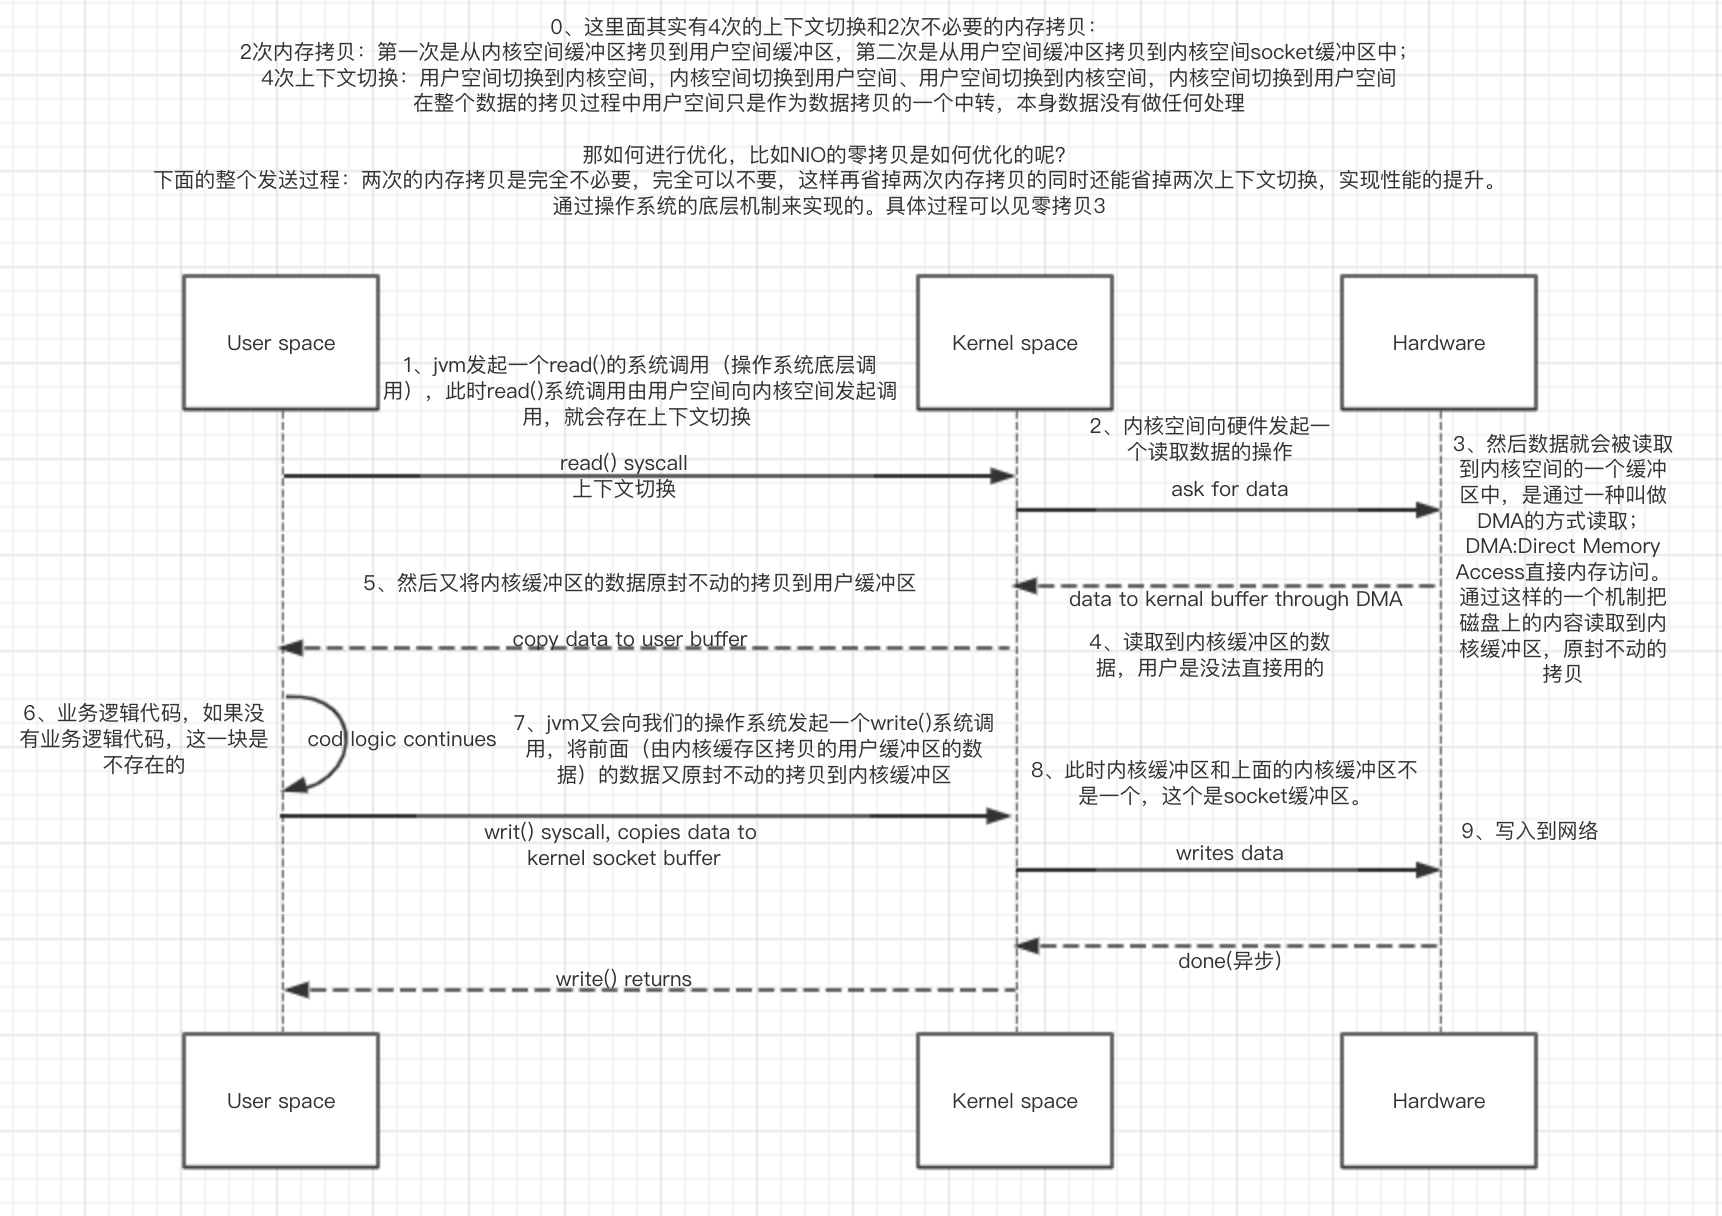 0、这里面其实有4次的上下文切换和2次不必要的内存拷贝：
2次内存拷贝：第一次是从内核空间缓冲区拷贝到用户空间缓冲区，第二次是从用户空间缓冲区拷贝到内核空间socket缓冲区中；
4次上下文切换：用户空间切换到内核空间，内核空间切换到用户空间、用户空间切换到内核空间，内核空间切换到用户空间
在整个数据的拷贝过程中用户空间只是作为数据拷贝的一个中转，本身数据没有做任何处理
那如何进行优化，比如NIO的零拷贝是如何优化的呢？
下面的整个发送过程：两次的内存拷贝是完全不必要，完全可以不要，这样再省掉两次内存拷贝的同时还能省掉两次上下文切换，实现性能的提升。
通过操作系统的底层机制来实现的。具体过程可以见零拷贝3
User space
Kernel space
Hardware
1、jvm发起一个read()的系统调用（操作系统底层调
用），此时read()系统调用由用户空间向内核空间发起调
用，就会存在上下文切换
read() syscall
上下文切换
2、内核空间向硬件发起一
个读取数据的操作
ask for data
3、然后数据就会被读取
到内核空间的一个缓冲
区中，是通过一种叫做
DMA的方式读取；
DMA:Direct Memory
Access直接内存访问。
通过这样的一个机制把
磁盘上的内容读取到内
核缓冲区，原封不动的
拷贝
data to kernal buffer through DMA
4、读取到内核缓冲区的数
据，用户是没法直接用的
5、然后又将内核缓冲区的数据原封不动的拷贝到用户缓冲区
copy data to user buffer
6、业务逻辑代码，如果没
有业务逻辑代码，这一块是
不存在的
cod logic continues
7、jvm又会向我们的操作系统发起一个write()系统调
用，将前面（由内核缓存区拷贝的用户缓冲区的数
据）的数据又原封不动的拷贝到内核缓冲区
writ() syscall, copies data to
kernel socket buffer
8、此时内核缓冲区和上面的内核缓冲区不
是一个，这个是socket缓冲区。
writes data
9、写入到网络
done(异步)
write() returns
User space
Kernel space
Hardware